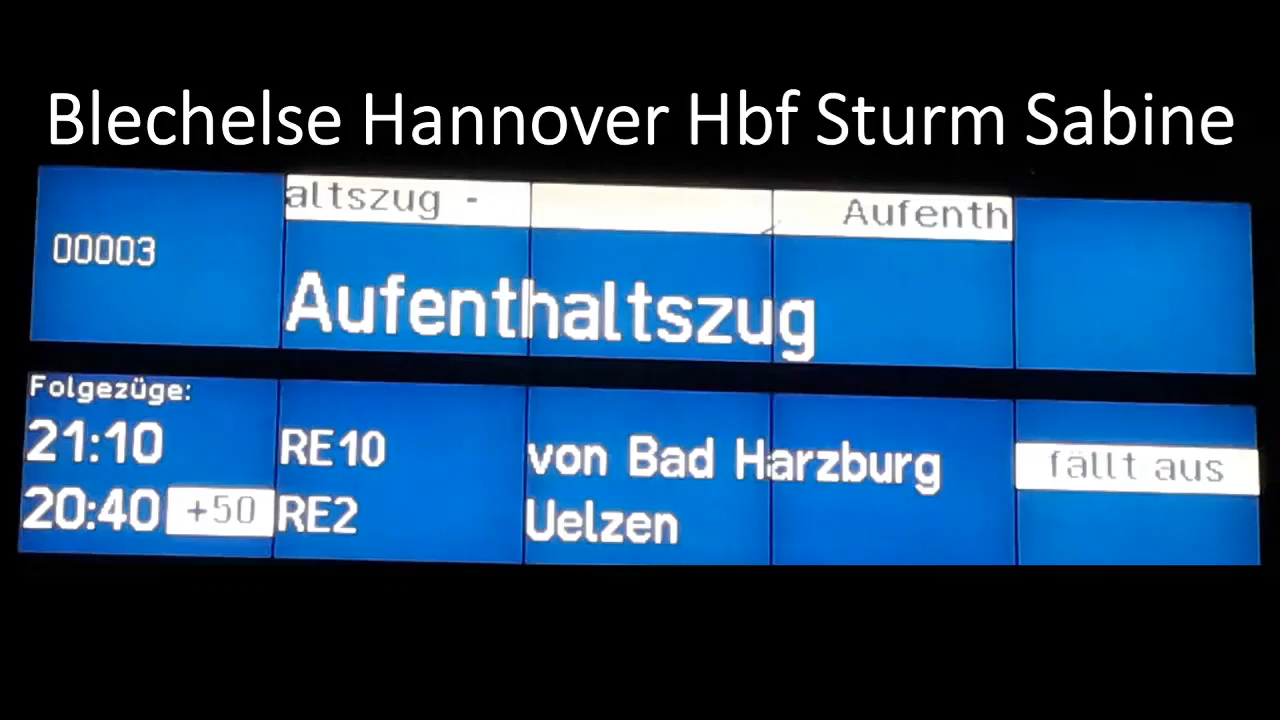 Blechelse Hannover Hbf Sturm Sabine
altszug - Aufenth
00003
Aufenthaltszug
Folgezüge:
21:10 RE10 von Bad Harzburg fällt aus
20:40 +50 RE2 Uelzen